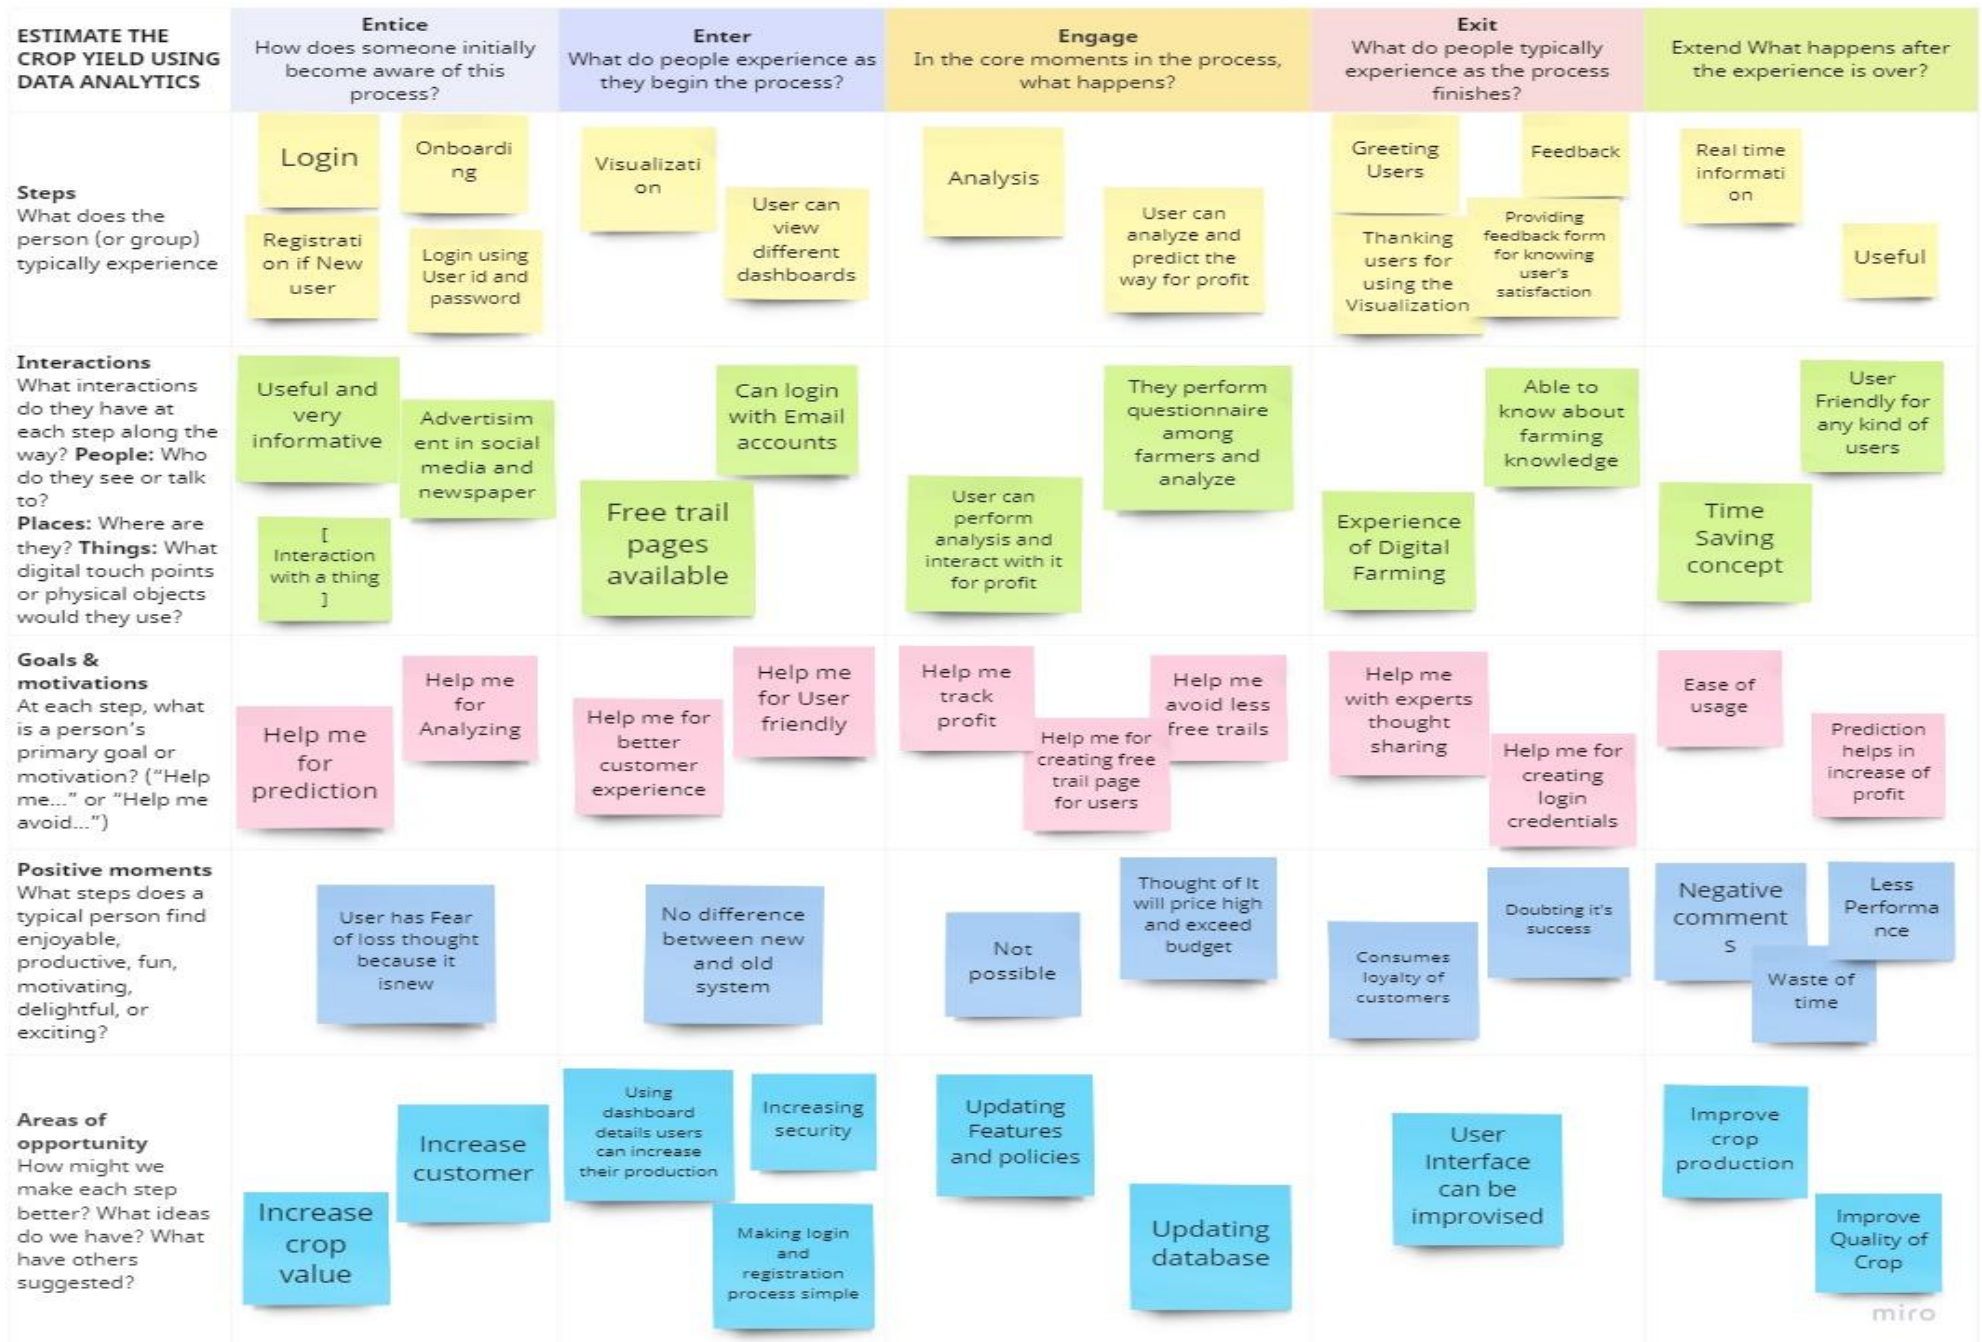 ESTIMATE THE
CROP YIELD USING
DATA ANALYTICS
Entice
How does someone initially
become aware of this
process?
Enter
What do people experience as
they begin the process?
Engage
In the core moments in the process,
what happens?
Exit
What do people typically
experience as the process
finishes?
Extend What happens after
the experience is over?
Steps
What does the
person (or group)
typically experience
Login
Onboardi
ng
Registrati
on if New
user
Login using
User id and
password
Visualizati
on
User can
view
different
dashboards
Analysis
User can
analyze and
predict the
way for profit
Greeting
Users
Feedback
Thanking
users for
using the
Visualization
Providing
feedback form
for knowing
user's
satisfaction
Real time
informati
on
Useful
Interactions
What interactions
do they have at
each step along the
way? People: Who
do they see or talk
to?
Places: Where are
they? Things: What
digital touch points
or physical objects
would they use?
Useful and
very
informative
Advertisim
ent in social
media and
newspaper
[
Interaction
with a thing
]
Can login
with Email
accounts
Free trail
pages
available
They perform
questionnaire
among
farmers and
analyze
User can
perform
analysis and
interact with it
for profit
Able to
know about
farming
knowledge
Experience
of Digital
Farming
User
Friendly for
any kind of
users
Time
Saving
concept
Goals &
motivations
At each step, what
is a person's
primary goal or
motivation? ("Help
me..." or "Help me
avoid...")
Help me
for
prediction
Help me
for
Analyzing
Help me for
better
customer
experience
Help me
for User
friendly
Help me
track
profit
Help me for
creating free
trail page
for users
Help me
avoid less
free trails
Help me
with experts
thought
sharing
Help me for
creating
login
credentials
Ease of
usage
Prediction
helps in
increase of
profit
Positive moments
What steps does a
typical person find
enjoyable,
productive, fun,
motivating,
delightful, or
exciting?
User has Fear
of loss thought
because it
isnew
No difference
between new
and old
system
Not
possible
Thought of It
will price high
and exceed
budget
Consumes
loyalty of
customers
Doubting it's
success
Negative
comment
s
Less
Performa
nce
Waste of
time
Areas of
opportunity
How might we
make each step
better? What ideas
do we have? What
have others
suggested?
Increase
crop
value
Increase
customer
Using
dashboard
details users
can increase
their production
Increasing
security
Making login
and
registration
process simple
Updating
Features
and policies
Updating
database
User
Interface
can be
improvised
Improve
crop
production
Improve
Quality of
Crop
miro